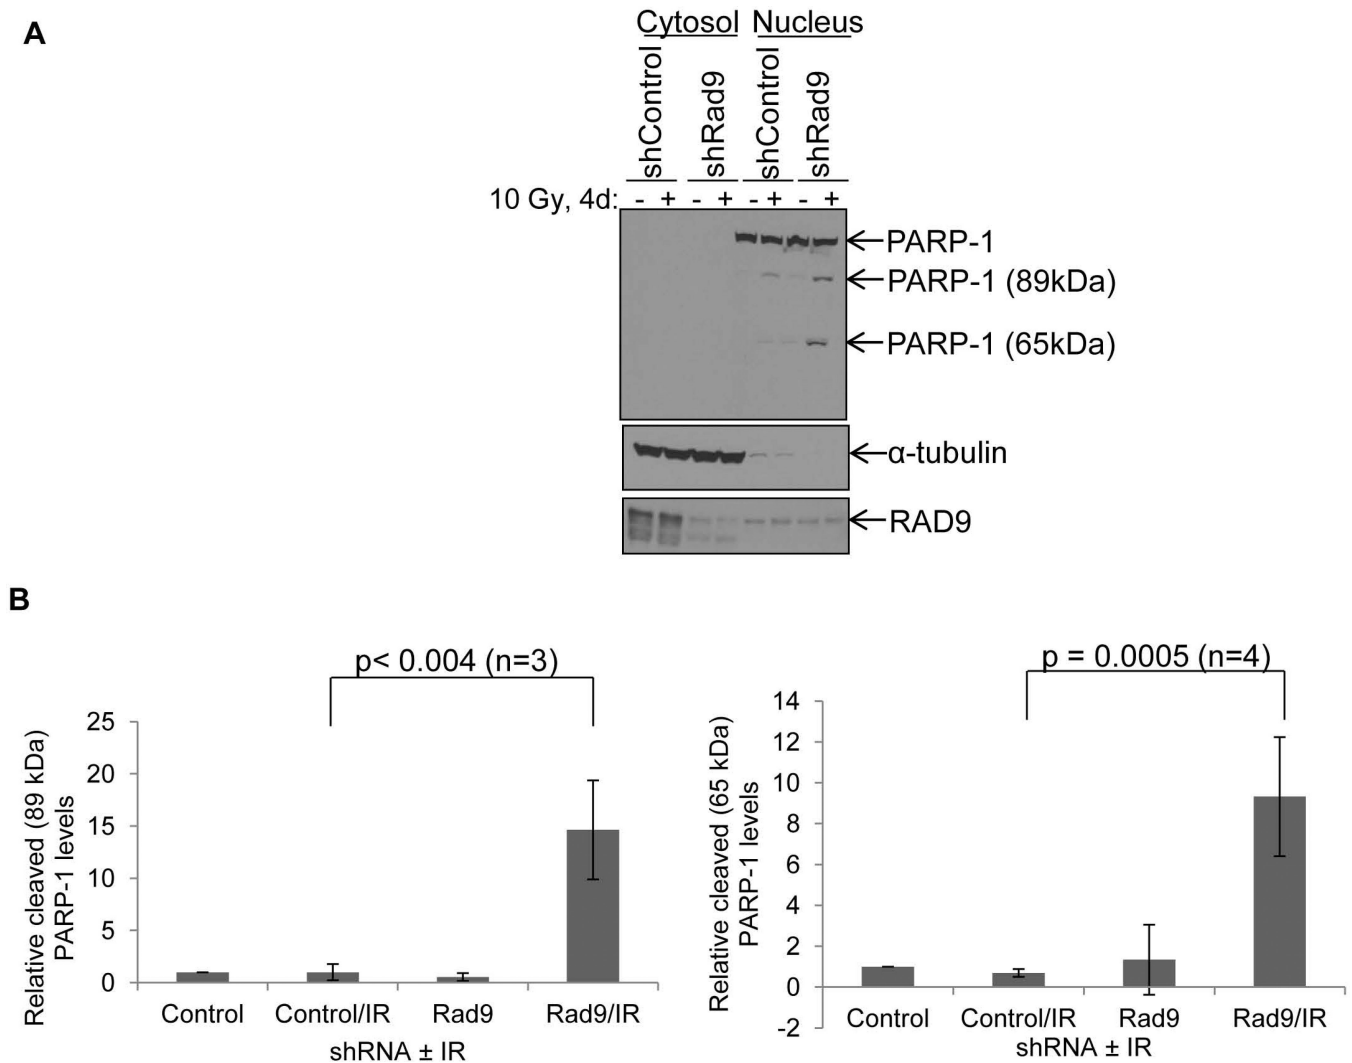 A
Cytosol Nucleus
shControl
shRad9
shControl
shRad9
10 Gy, 4d: - + - + - + - +
PARP-1
PARP-1 (89kDa)
PARP-1 (65kDa)
α-tubulin
RAD9
B
p< 0.004 (n=3)
Relative cleaved (89 kDa)
PARP-1 levels
25
20
15
10
5
0
Control Control/IR Rad9 Rad9/IR
shRNA ± IR
p = 0.0005 (n=4)
Relative cleaved (65 kDa)
PARP-1 levels
14
12
10
8
6
4
2
0
-2
Control Control/IR Rad9 Rad9/IR
shRNA ± IR